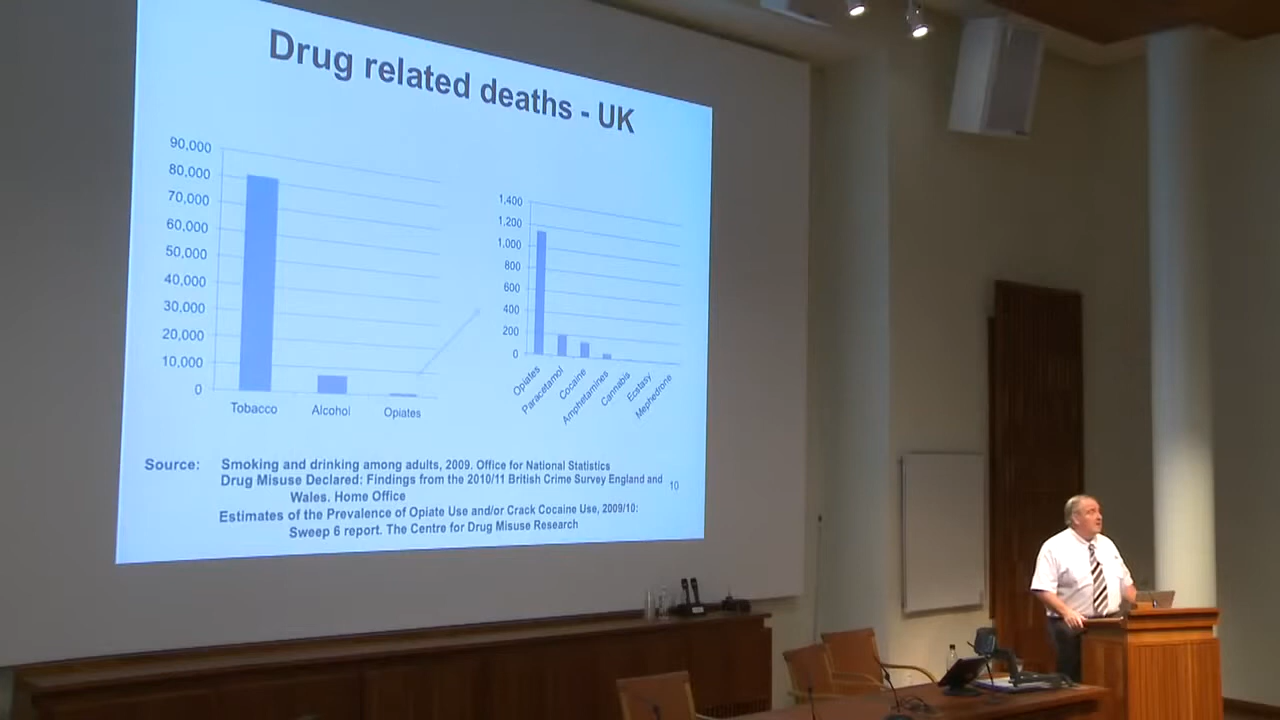 Drug related deaths - UK
90,000
80,000
70,000
60,000
50,000
40,000
30,000
20,000
10,000
0
Tobacco
Alcohol
Opiates
1,400
1,200
1,000
800
600
400
200
0
Opiates
Paracetamol
Cocaine
Amphetamines
Cannabis
Ecstasy
Mephedrone
Source: Smoking and drinking among adults, 2009. Office for National Statistics
Drug Misuse Declared: Findings from the 2010/11 British Crime Survey England and
Wales. Home Office
Estimates of the Prevalence of Opiate Use and/or Crack Cocaine Use, 2009/10:
Sweep 6 report. The Centre for Drug Misuse Research
10